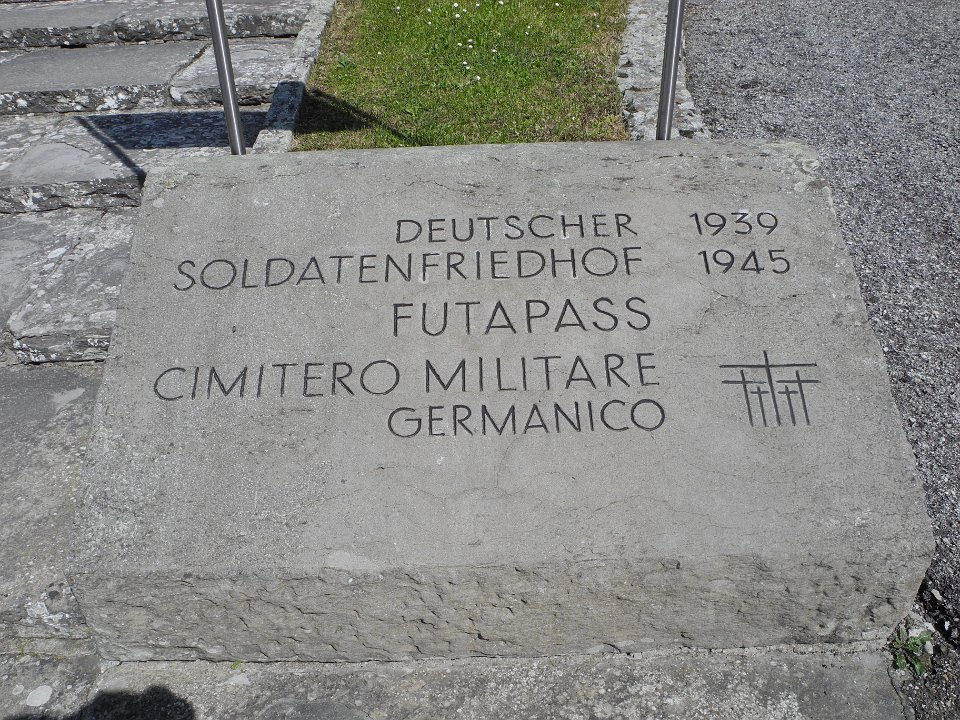 DEUTSCHER 1939
SOLDATENFRIEDHOF 1945
FUTAPASS
CIMITERO MILITARE
GERMANICO